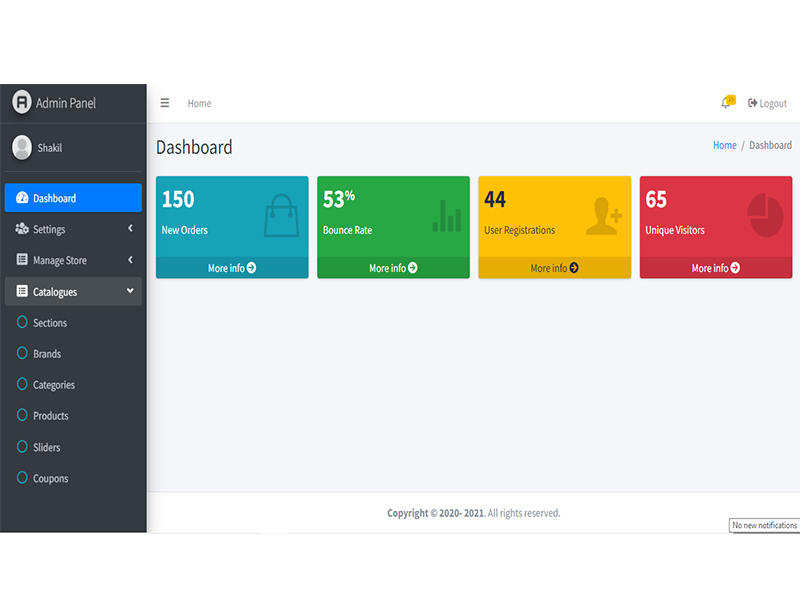 Admin Panel
Home
Logout
Shakil
Dashboard
Home / Dashboard
Dashboard
Settings
Manage Store
Catalogues
Sections
Brands
Categories
Products
Sliders
Coupons
150
New Orders
More info
53%
Bounce Rate
More info
44
User Registrations
More info
65
Unique Visitors
More info
Copyright © 2020- 2021. All rights reserved.
No new notifications